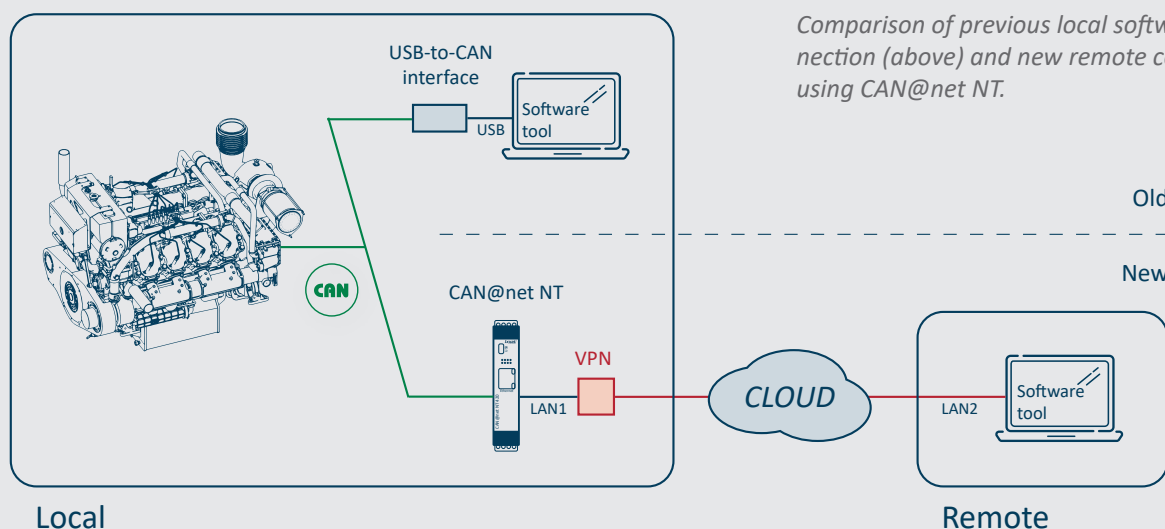 Comparison of previous local softw
nection (above) and new remote c
using CAN@net NT.
USB-to-CAN
interface
Software
tool
USB
Old
New
CAN
CAN@net NT
VPN
LAN1
CLOUD
LAN2
Software
tool
Local
Remote